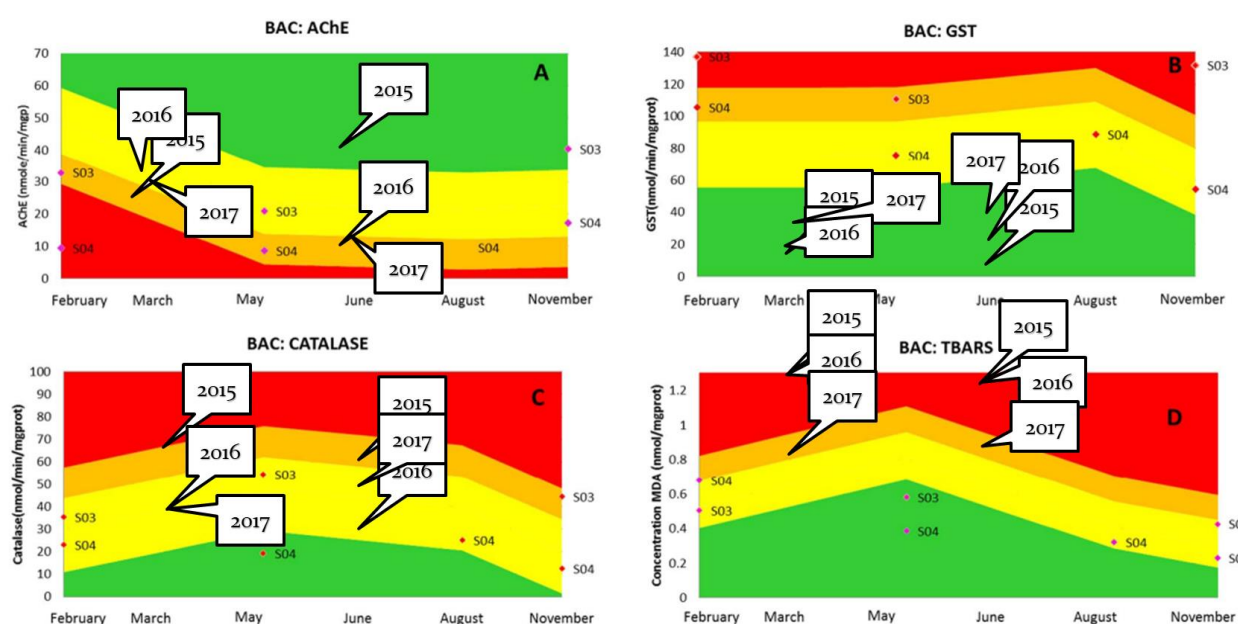 BAC: AChE
A
AChE (nmole/min/mgp)
70
60
50
40
30
20
10
0
2016
2015
2017
2015
2016
2017
S03
S04
S03
S04
S04
S03
S04
February March May June August November
BAC: GST
B
GST(nmol/min/mgprot)
140
120
100
80
60
40
20
0
S03
S04
S03
S04
S04
S03
S04
2015
2017
2016
2017
2016
2015
February March May June August November
BAC: CATALASE
C
Catalase(nmol/min/mgprot)
100
90
80
70
60
50
40
30
20
10
0
2015
2016
2017
2015
2017
2016
S03
S04
S03
S04
S04
S03
S04
February March May June August November
BAC: TBARS
D
Concentration MDA (nmol/mgprot)
1.2
1
0.8
0.6
0.4
0.2
0
2015
2016
2017
2015
2016
2017
S04
S03
S03
S04
S04
February March May June August November